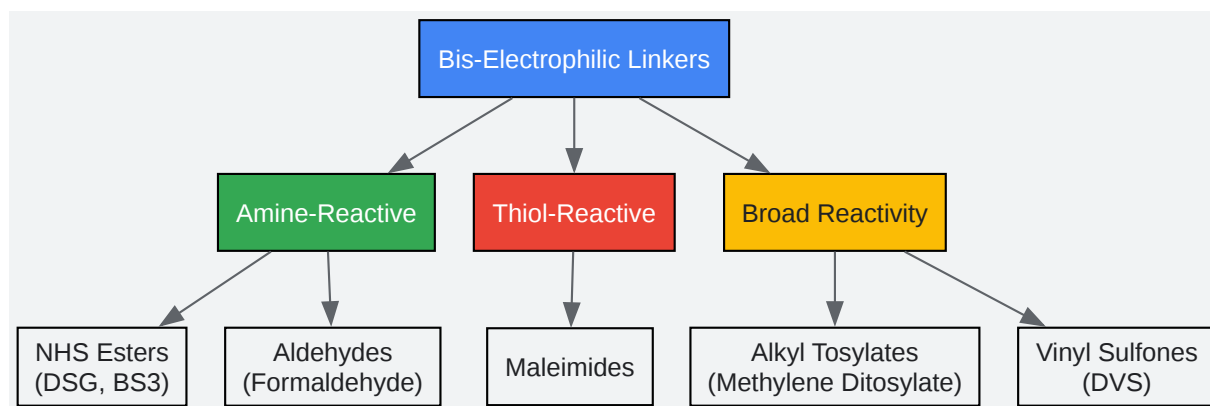 Bis-Electrophilic Linkers
Amine-Reactive
Thiol-Reactive
Broad Reactivity
NHS Esters
(DSG, BS3)
Aldehydes
(Formaldehyde)
Maleimides
Alkyl Tosylates
(Methylene Ditosylate)
Vinyl Sulfones
(DVS)